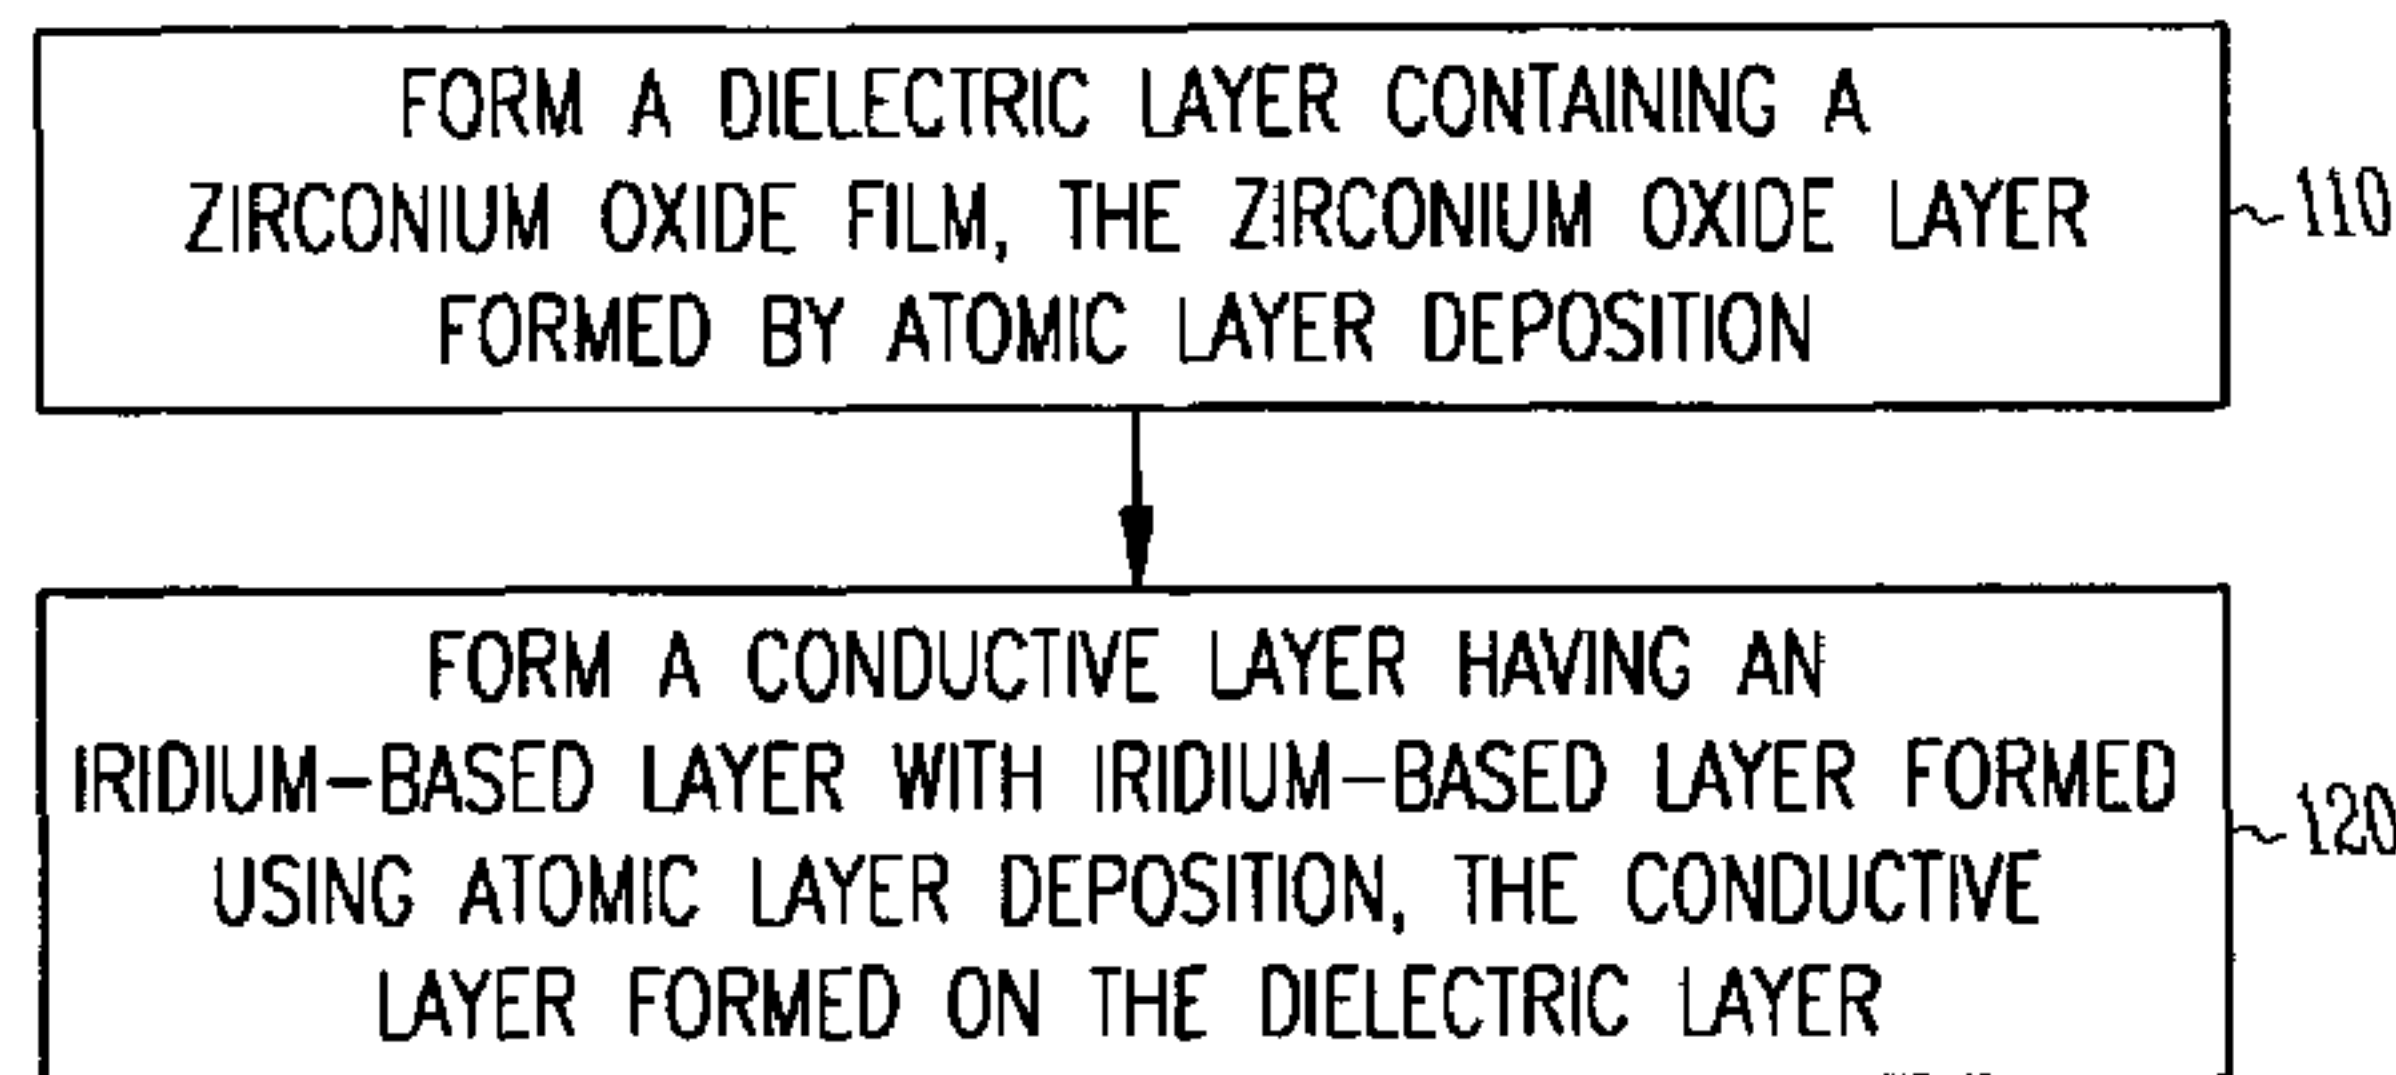 FORM A DIELECTRIC LAYER CONTAINING A
ZIRCONIUM OXIDE FILM, THE ZIRCONIUM OXIDE LAYER
FORMED BY ATOMIC LAYER DEPOSITION
110
FORM A CONDUCTIVE LAYER HAVING AN
IRIDIUM-BASED LAYER WITH IRIDIUM-BASED LAYER FORMED
USING ATOMIC LAYER DEPOSITION, THE CONDUCTIVE
LAYER FORMED ON THE DIELECTRIC LAYER
120